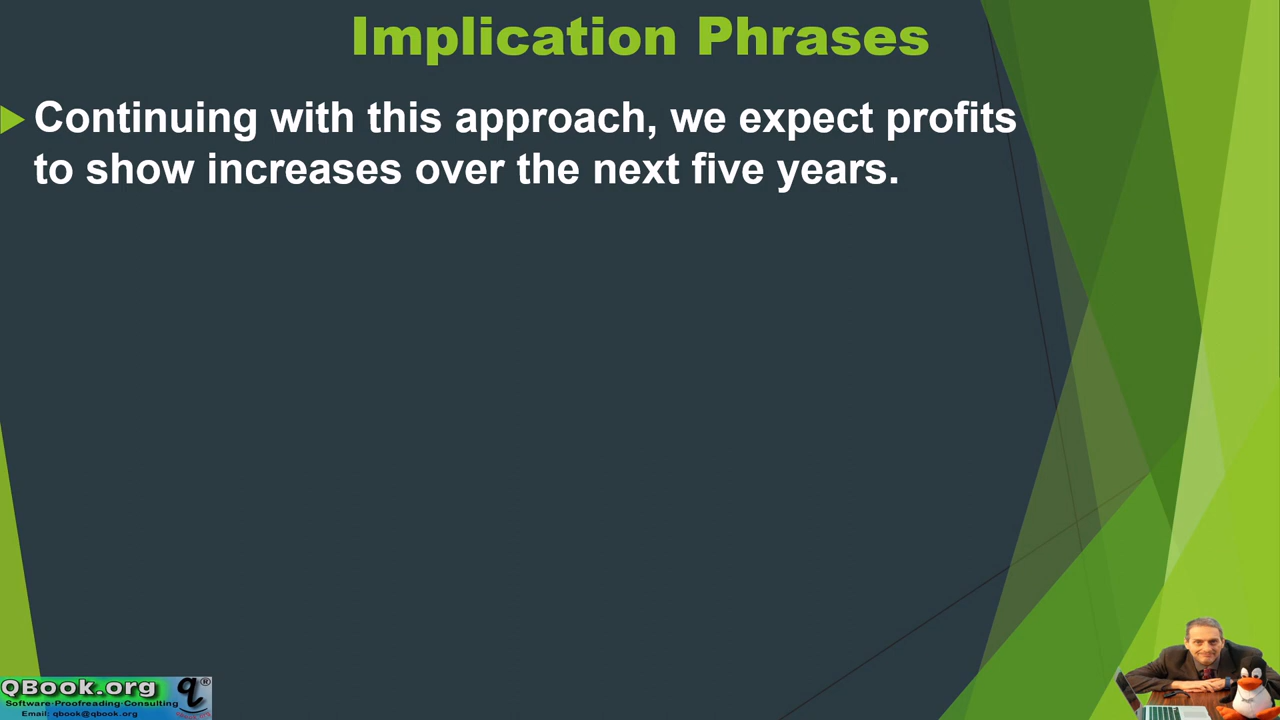 Implication Phrases
Continuing with this approach, we expect profits
to show increases over the next five years.
QBook.org
q®
Software·Proofreading·Consulting
Email: qbook@qbook.org